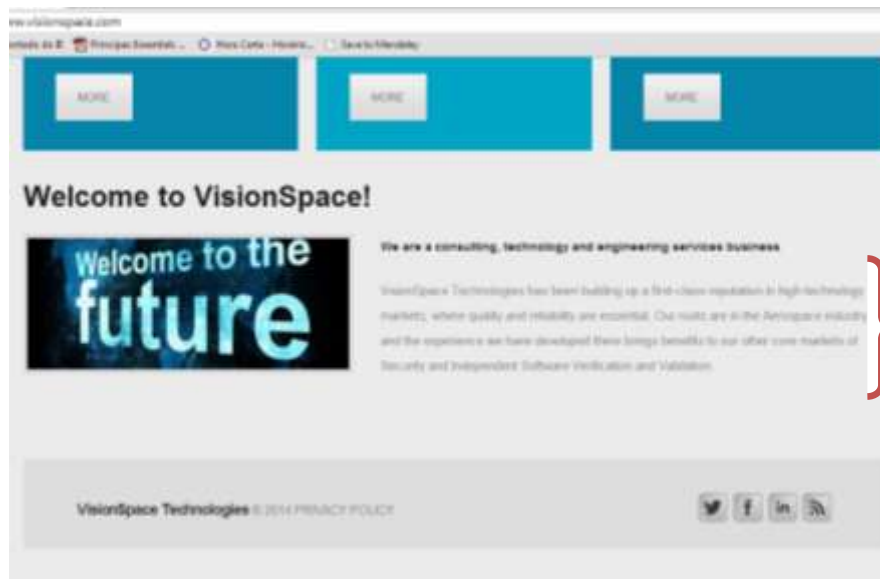 www.visionspace.com
Save to Mendeley
MORE MORE MORE
Welcome to VisionSpace!
Welcome to the
future
We are a consulting, technology and engineering services business
VisionSpace Technologies has been building up a first-class reputation in high-technology
markets, where quality and reliability are essential. Our roots are in the Aerospace industry
and the experience we have developed there brings benefits to our other core markets of
Security and Independent Software Verification and Validation.
VisionSpace Technologies © 2014 PRIVACY POLICY
f in